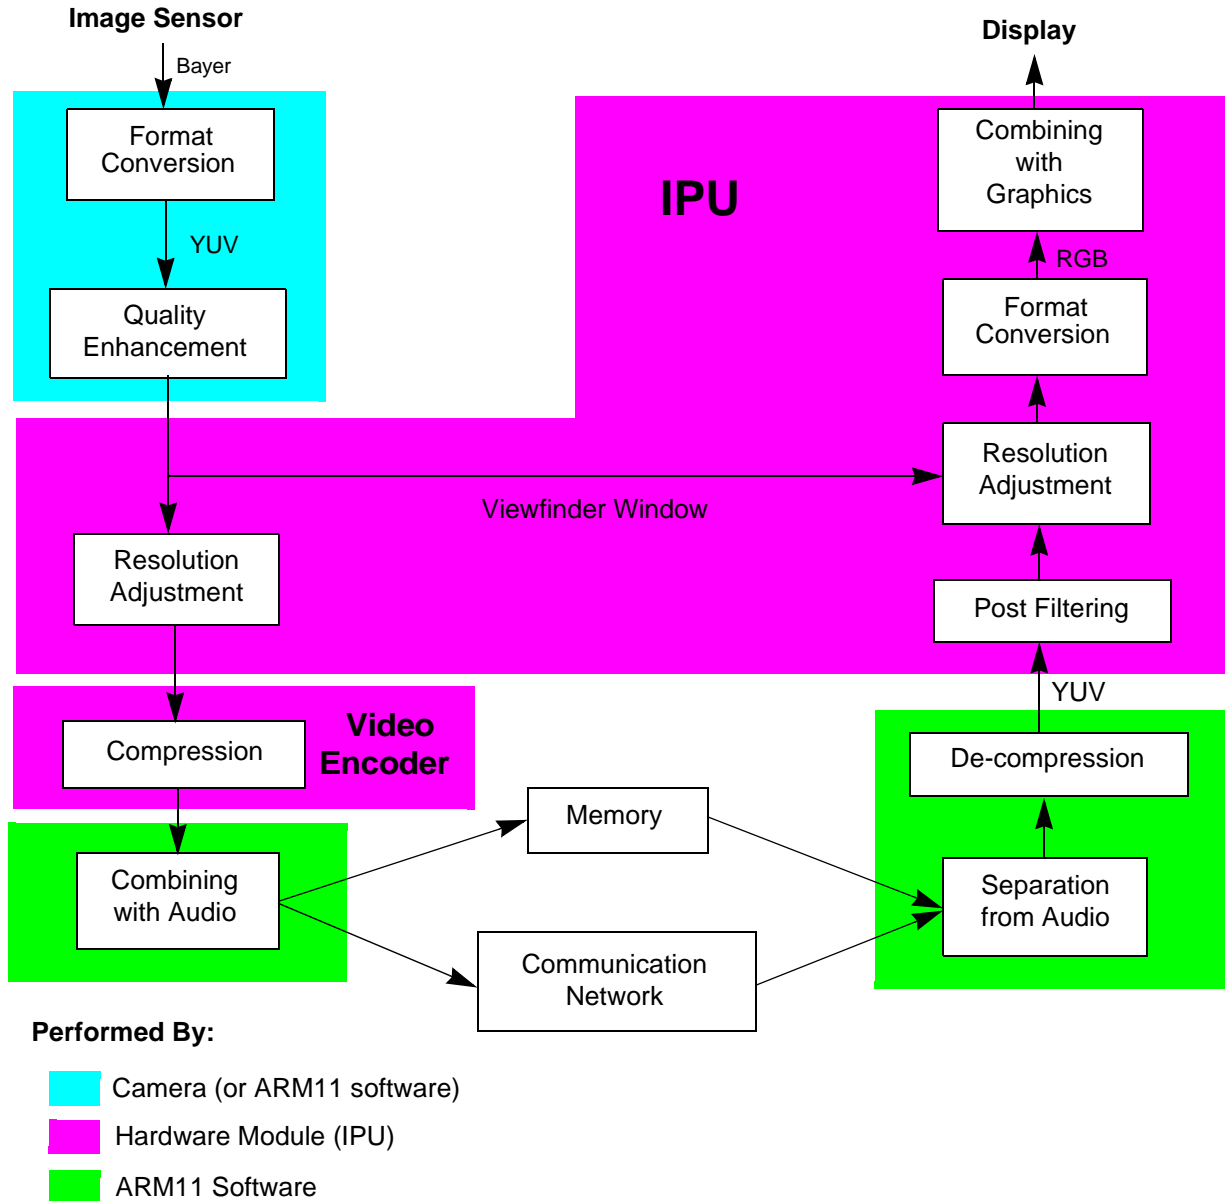 Image Sensor
Bayer
Format
Conversion
YUV
Quality
Enhancement
Display
Combining
with
Graphics
IPU
RGB
Format
Conversion
Resolution
Adjustment
Viewfinder Window
Resolution
Adjustment
Post Filtering
YUV
Video
Encoder
Compression
De-compression
Memory
Combining
with Audio
Separation
from Audio
Communication
Network
Performed By:
Camera (or ARM11 software)
Hardware Module (IPU)
ARM11 Software